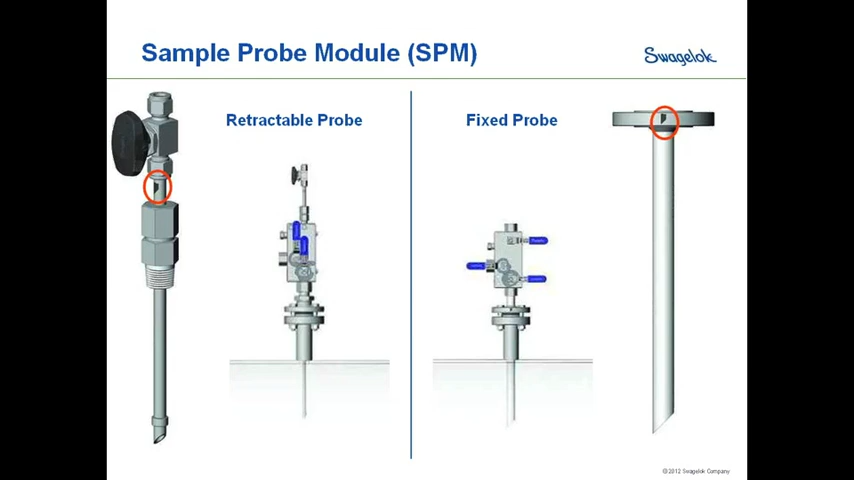 Sample Probe Module (SPM)
Swagelok
Retractable Probe
Fixed Probe
©2012 Swagelok Company